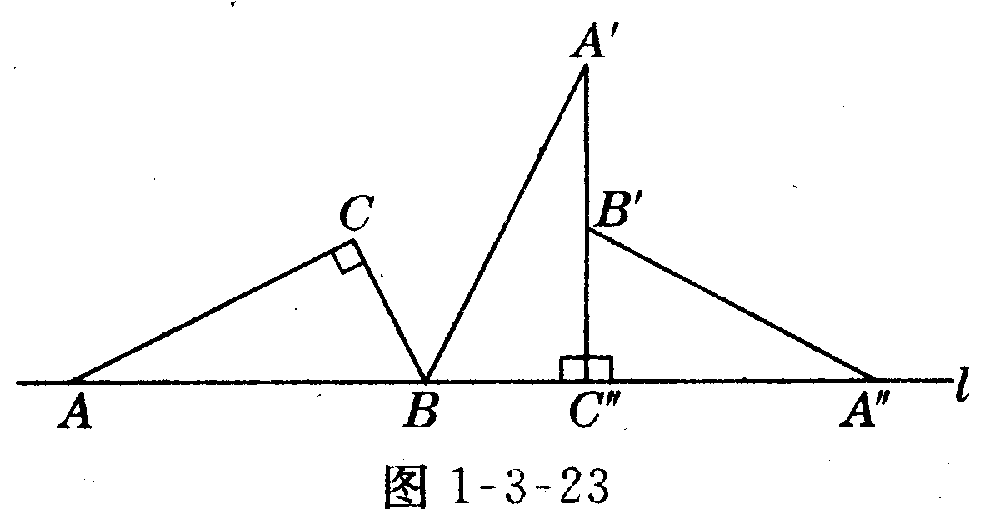 A′
C
B′
A B C″ A″ l
图 1-3-23